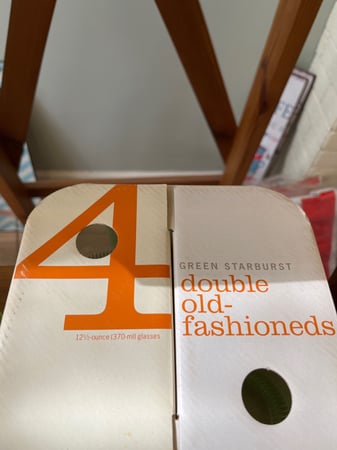 4
12½-ounce (370-ml) glasses
GREEN STARBURST
double
old-
fashioneds